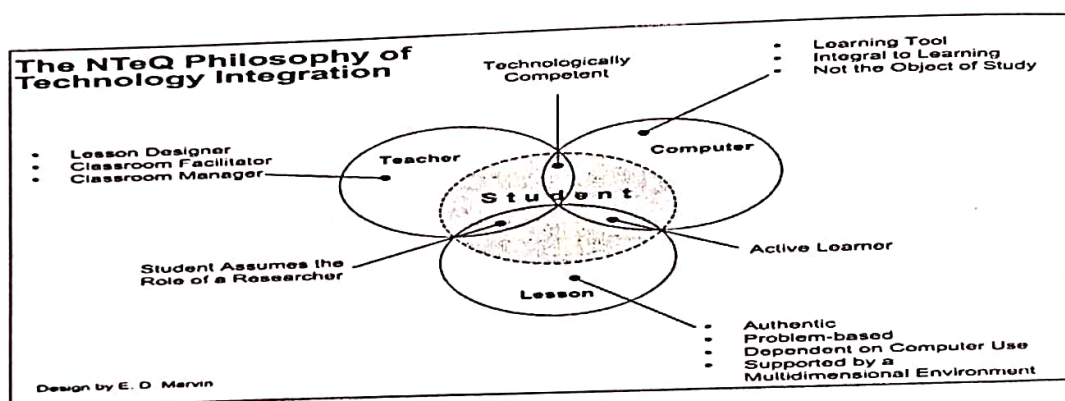 The NTeQ Philosophy of
Technology Integration
Technologically
Competent
• Learning Tool
• Integral to Learning
• Not the Object of Study
• Lesson Designer
• Classroom Facilitator
• Classroom Manager
Teacher
Computer
Student
Student Assumes the
Role of a Researcher
Active Learner
Lesson
• Authentic
• Problem-based
• Dependent on Computer Use
• Supported by a
Multidimensional Environment
Design by E. D. Marvin